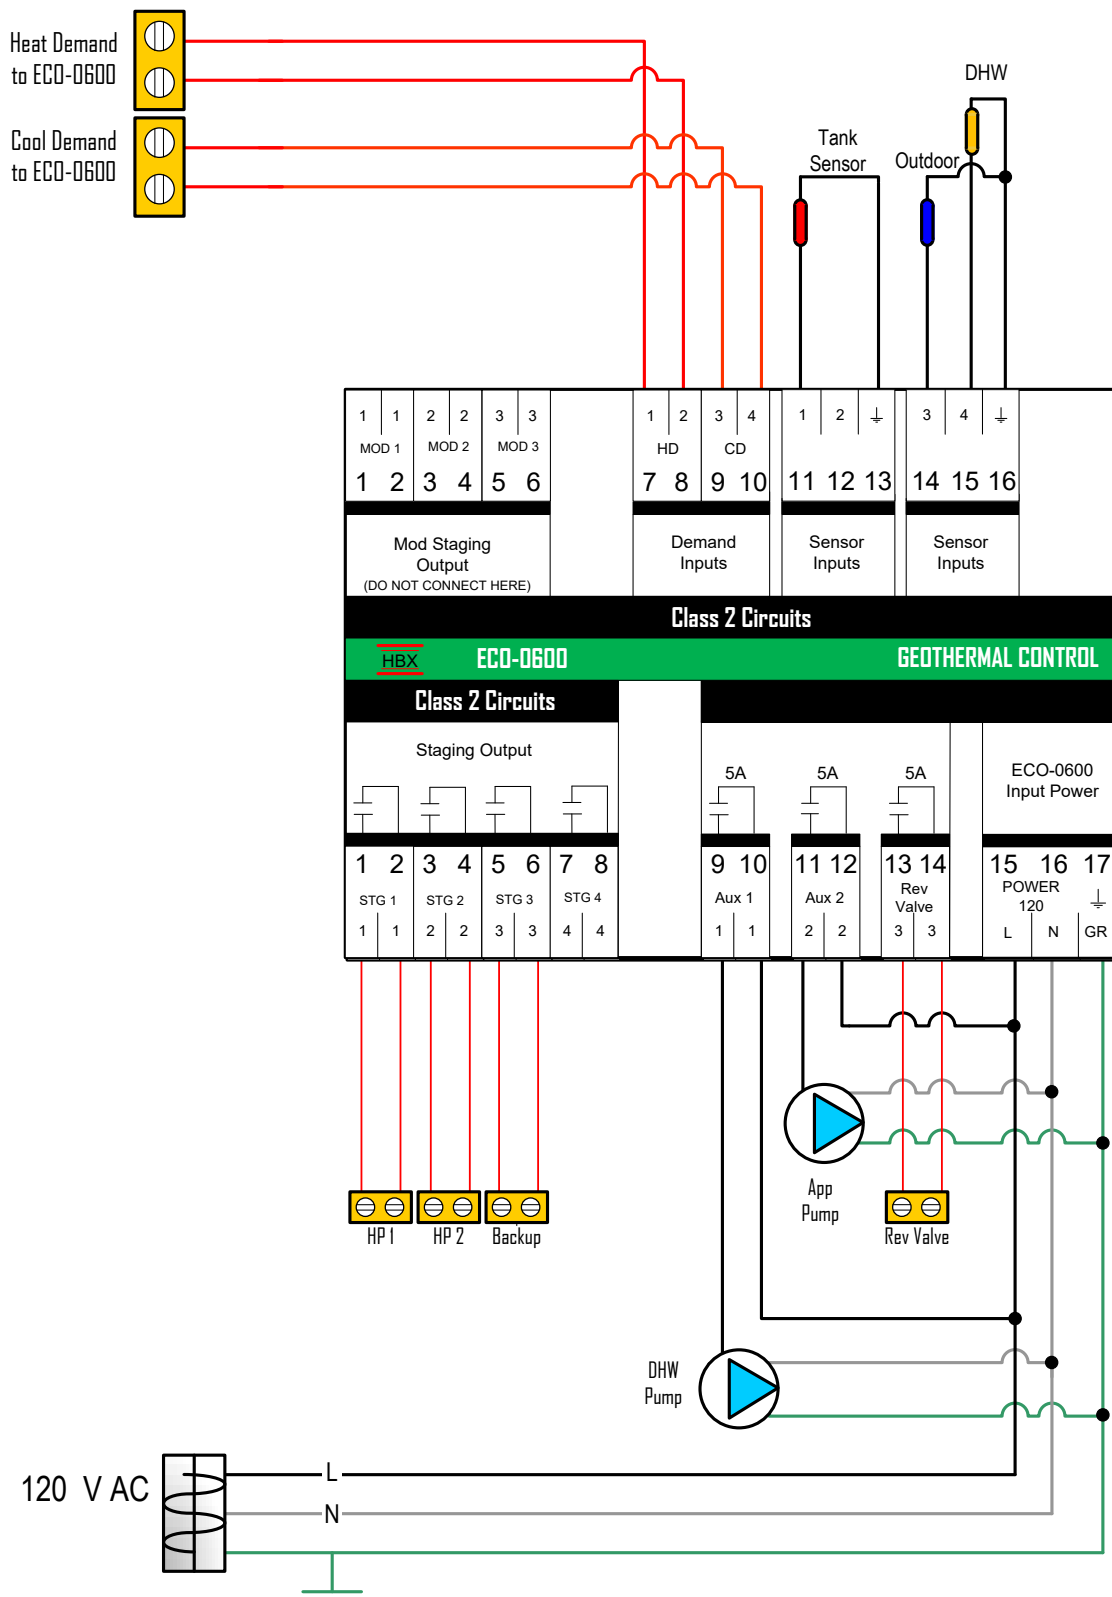 Heat Demand
to ECO-0600
Cool Demand
to ECO-0600
DHW
Tank
Sensor
Outdoor
1 1 2 2 3 3
MOD 1 MOD 2 MOD 3
1 2 3 4 5 6
Mod Staging
Output
(DO NOT CONNECT HERE)
1 2 3 4
HD CD
7 8 9 10
Demand
Inputs
1 2
11 12 13
Sensor
Inputs
3 4
14 15 16
Sensor
Inputs
Class 2 Circuits
HBX ECO-0600 GEOTHERMAL CONTROL
Class 2 Circuits
Staging Output
1 2 3 4 5 6 7 8
STG 1 STG 2 STG 3 STG 4
1 1 2 2 3 3 4 4
5A 5A 5A
9 10 11 12 13 14
Aux 1 Aux 2 Rev
Valve
1 1 2 2 3 3
ECO-0600
Input Power
15 16 17
POWER
120
L N GR
HP 1 HP 2 Backup
App
Pump
Rev Valve
DHW
Pump
120 V AC
L
N